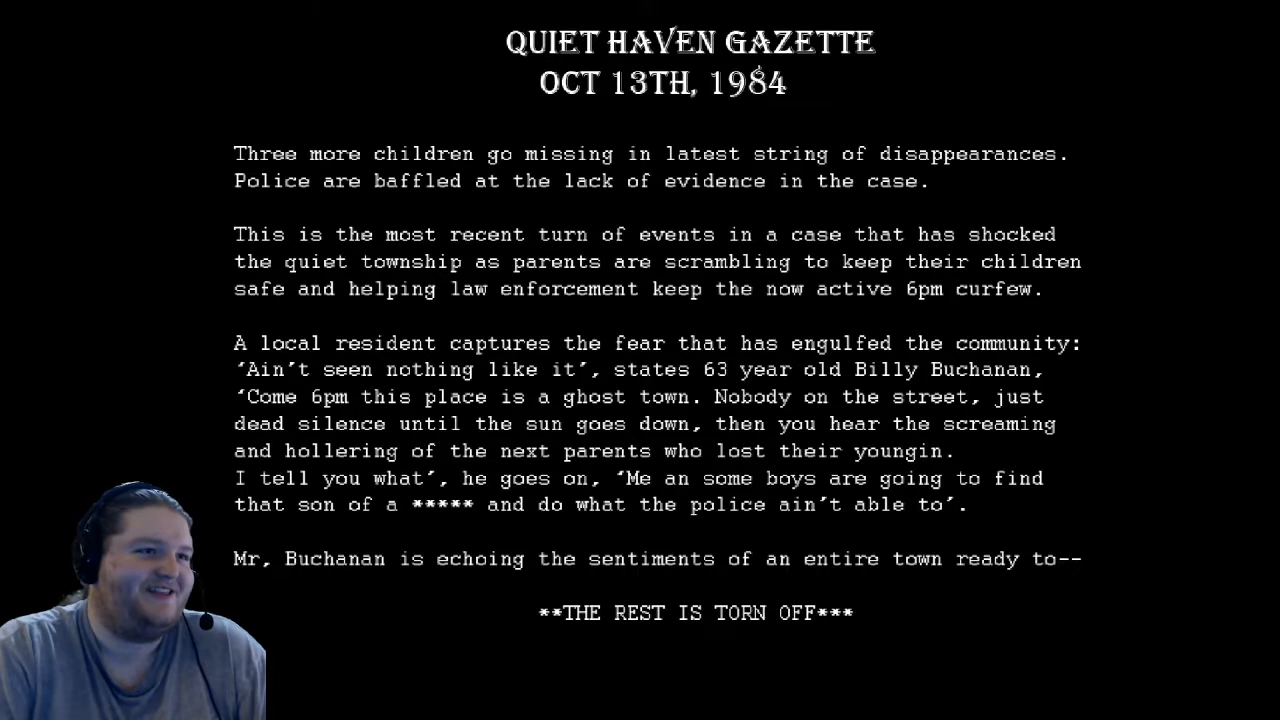 QUIET HAVEN GAZETTE
OCT 13TH, 1984
Three more children go missing in latest string of disappearances.
Police are baffled at the lack of evidence in the case.
This is the most recent turn of events in a case that has shocked
the quiet township as parents are scrambling to keep their children
safe and helping law enforcement keep the now active 6pm curfew.
A local resident captures the fear that has engulfed the community:
‘Ain’t seen nothing like it’, states 63 year old Billy Buchanan,
‘Come 6pm this place is a ghost town. Nobody on the street, just
dead silence until the sun goes down, then you hear the screaming
and hollering of the next parents who lost their youngin.
I tell you what’, he goes on, ‘Me an some boys are going to find
that son of a ***** and do what the police ain’t able to’.
Mr, Buchanan is echoing the sentiments of an entire town ready to--
**THE REST IS TORN OFF***